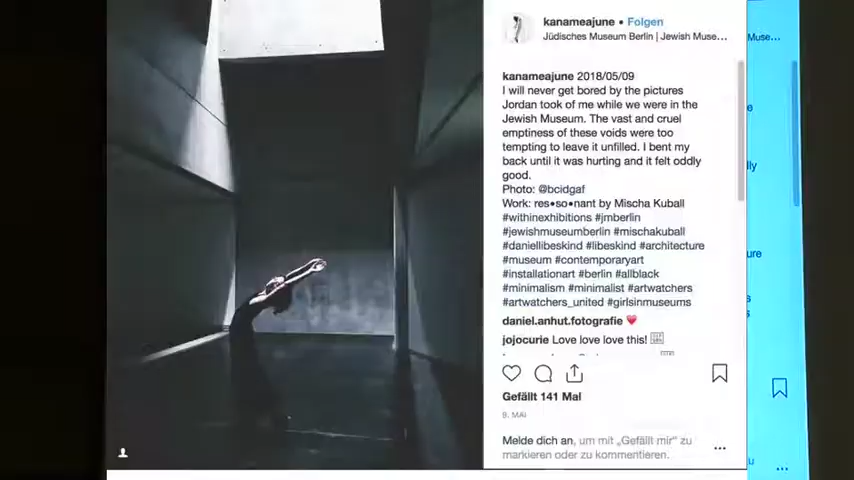 kanameajune • Folgen
Jüdisches Museum Berlin | Jewish Muse...
kanameajune 2018/05/09
I will never get bored by the pictures
Jordan took of me while we were in the
Jewish Museum. The vast and cruel
emptiness of these voids were too
tempting to leave it unfilled. I bent my
back until it was hurting and it felt oddly
good.
Photo: @bcidgaf
Work: res•so•nant by Mischa Kuball
#withinexhibitions #jmberlin
#jewishmuseumberlin #mischakuball
#daniellibeskind #libeskind #architecture
#museum #contemporaryart
#installationart #berlin #allblack
#minimalism #minimalist #artwatchers
#artwatchers_united #girlsinmuseums
daniel.anhut.fotografie ❤
jojocurie Love love love this!
Gefällt 141 Mal
9. MAI
Melde dich an, um mit „Gefällt mir“ zu
markieren oder zu kommentieren.
...
Muse...